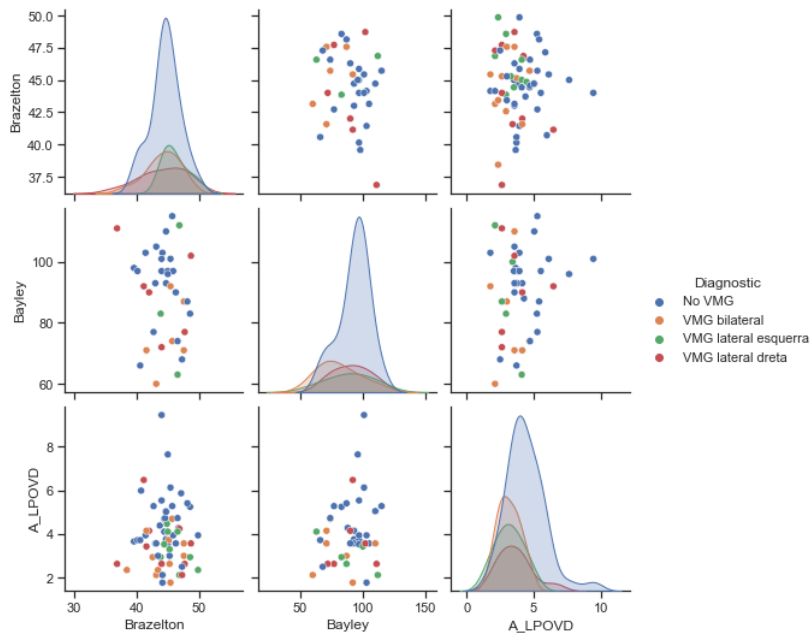 50.0
47.5
45.0
42.5
40.0
37.5
Brazelton
100
80
60
Bayley
8
6
4
2
A_LPOVD
30 40 50
Brazelton
50 100 150
Bayley
0 5 10
A_LPOVD
Diagnostic
No VMG
VMG bilateral
VMG lateral esquerra
VMG lateral dreta